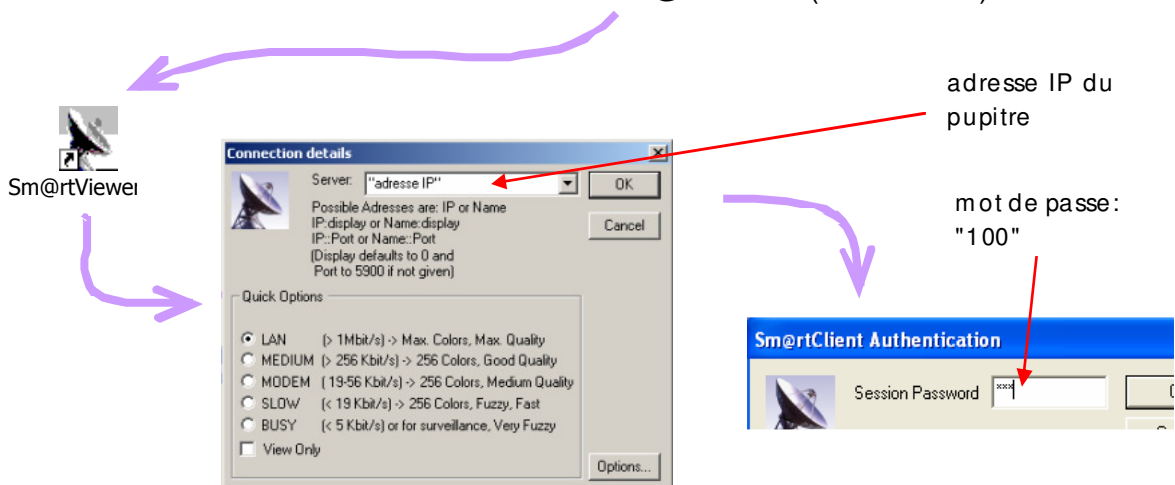 adresse IP du
pupitre
Sm@rtViewer
Connection details
Server: "adresse IP"
OK
Possible Adresses are: IP or Name
IP:display or Name:display
IP::Port or Name::Port
(Display defaults to 0 and
Port to 5900 if not given)
Cancel
Quick Options
LAN (> 1Mbit/s) -> Max. Colors, Max. Quality
MEDIUM (> 256 Kbit/s) -> 256 Colors, Good Quality
MODEM ( 19-56 Kbit/s) -> 256 Colors, Medium Quality
SLOW (< 19 Kbit/s) -> 256 Colors, Fuzzy, Fast
BUSY (< 5 Kbit/s) or for surveillance, Very Fuzzy
View Only
Options...
mot de passe:
"100"
Sm@rtClient Authentication
Session Password ***